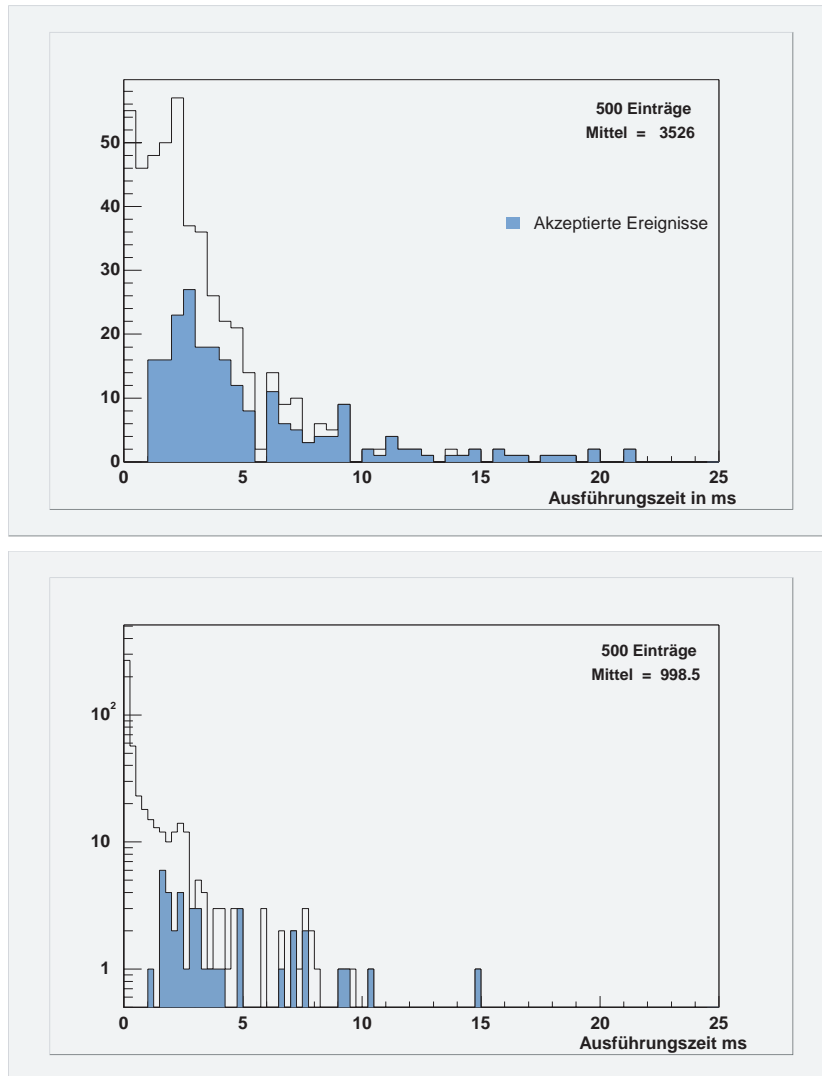 500 Einträge
Mittel = 3526
Akzeptierte Ereignisse
50
40
30
20
10
0
0 5 10 15 20 25
Ausführungszeit in ms
500 Einträge
Mittel = 998.5
10²
10
1
0 5 10 15 20 25
Ausführungszeit ms